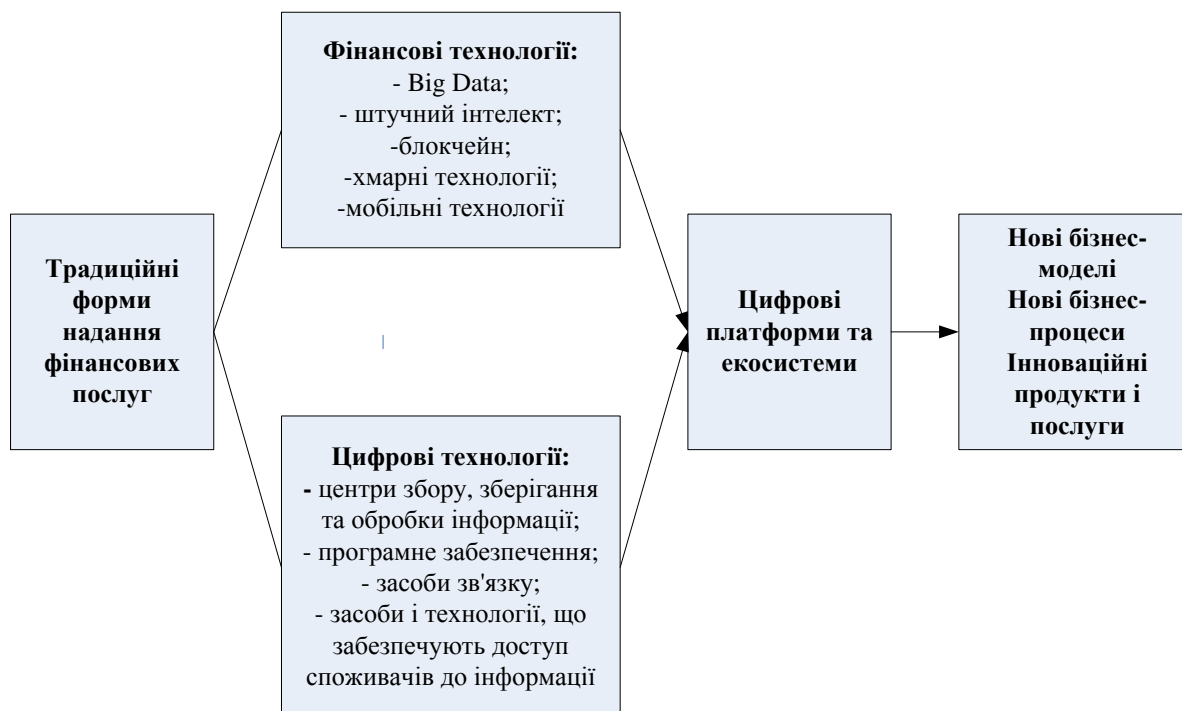 Фінансові технології:
- Big Data;
- штучний інтелект;
-блокчейн;
-хмарні технології;
-мобільні технології
Традиційні
форми
надання
фінансових
послуг
Цифрові
платформи та
екосистеми
Нові бізнес-
моделі
Нові бізнес-
процеси
Інноваційні
продукти і
послуги
Цифрові технології:
- центри збору, зберігання
та обробки інформації;
- програмне забезпечення;
- засоби зв'язку;
- засоби і технології, що
забезпечують доступ
споживачів до інформації